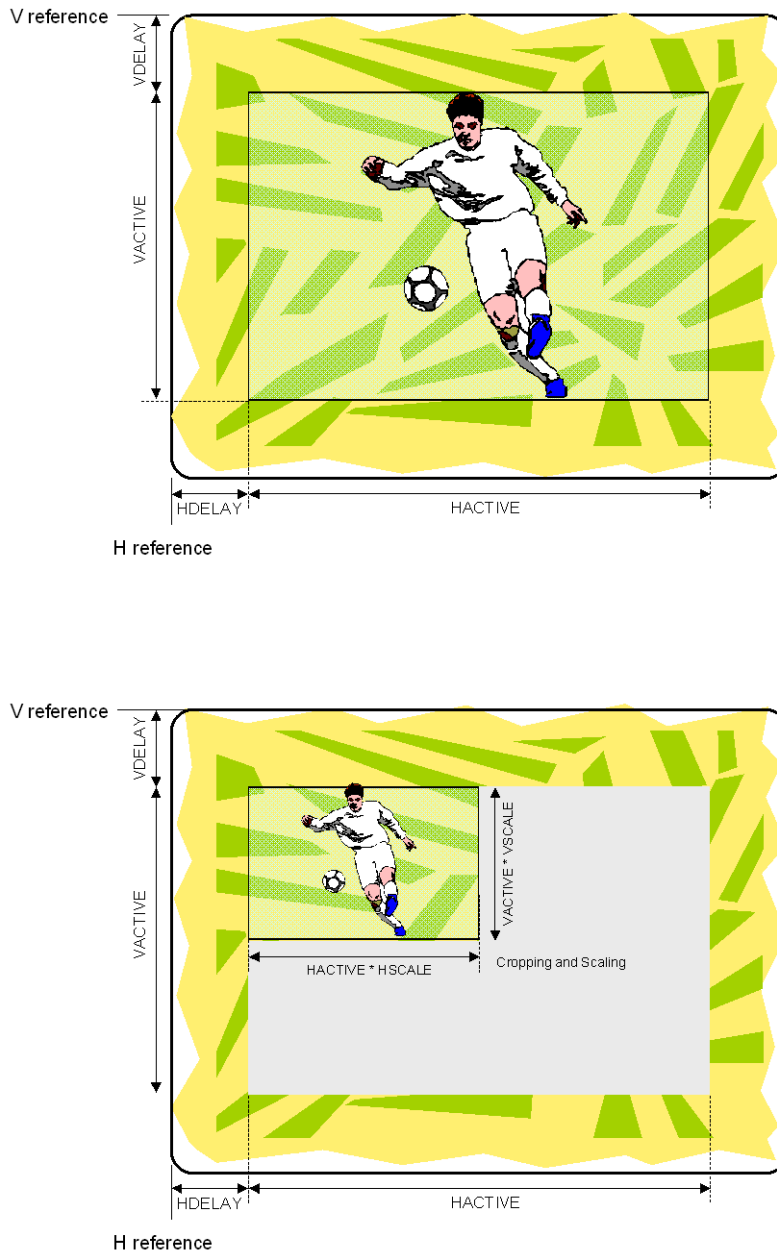 V reference
VDELAY
VACTIVE
HDELAY
HACTIVE
H reference
V reference
VDELAY
VACTIVE
VACTIVE * VSCALE
HACTIVE * HSCALE
Cropping and Scaling
HDELAY
HACTIVE
H reference